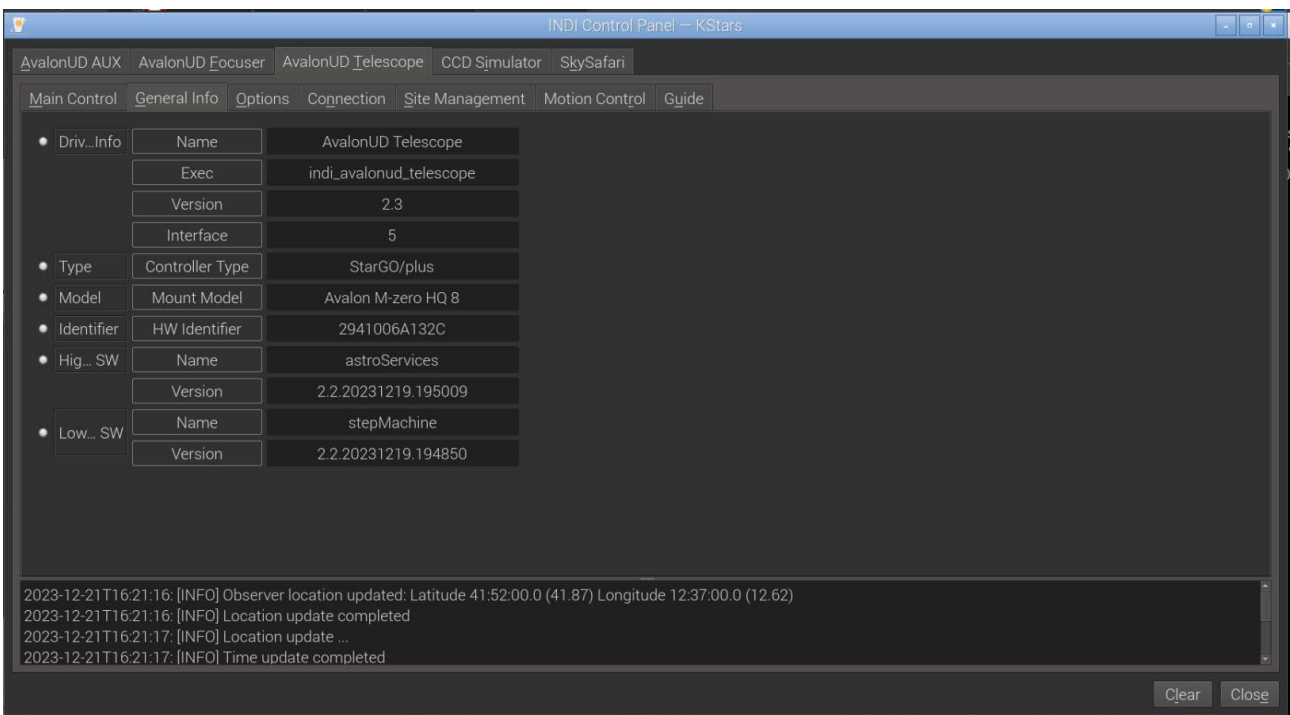 INDI Control Panel — KStars
AvalonUD AUX AvalonUD Focuser AvalonUD Telescope CCD Simulator SkySafari
Main Control General Info Options Connection Site Management Motion Control Guide
Driv...Info Name AvalonUD Telescope
Exec indi_avalonud_telescope
Version 2.3
Interface 5
Type Controller Type StarGO/plus
Model Mount Model Avalon M-zero HQ 8
Identifier HW Identifier 2941006A132C
Hig... SW Name astroServices
Version 2.2.20231219.195009
Low... SW Name stepMachine
Version 2.2.20231219.194850
2023-12-21T16:21:16: [INFO] Observer location updated: Latitude 41:52:00.0 (41.87) Longitude 12:37:00.0 (12.62)
2023-12-21T16:21:16: [INFO] Location update completed
2023-12-21T16:21:17: [INFO] Location update ...
2023-12-21T16:21:17: [INFO] Time update completed
Clear Close